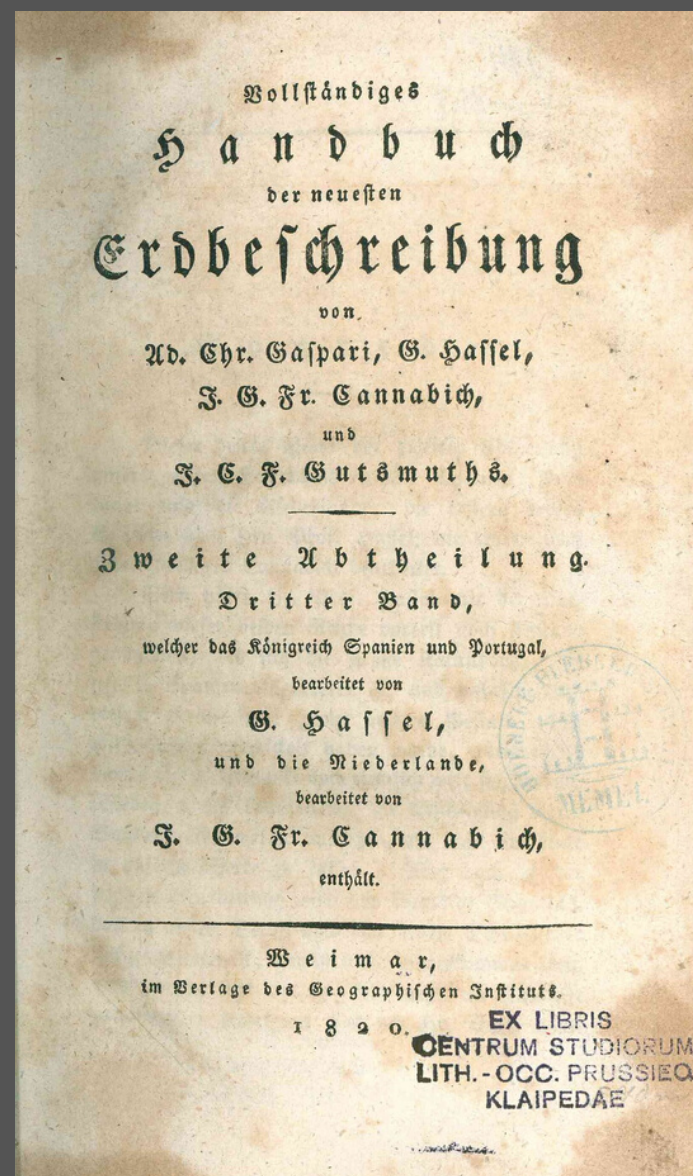 Vollständiges
Handbuch
der neuesten
Erdbeschreibung
von
Ad. Chr. Gaspari, G. Hassel,
J. G. Fr. Cannabich,
und
J. C. F. Gutsmuths.
Zweite Abtheilung.
Dritter Band,
welcher das Königreich Spanien und Portugal,
bearbeitet von
G. Hassel,
und die Niederlande,
bearbeitet von
J. G. Fr. Cannabich,
enthält.
MEMEL
Weimar,
im Verlage des Geographischen Instituts.
1820.
EX LIBRIS
CENTRUM STUDIORUM
LITH. - OCC. PRUSSICO
KLAIPEDAE